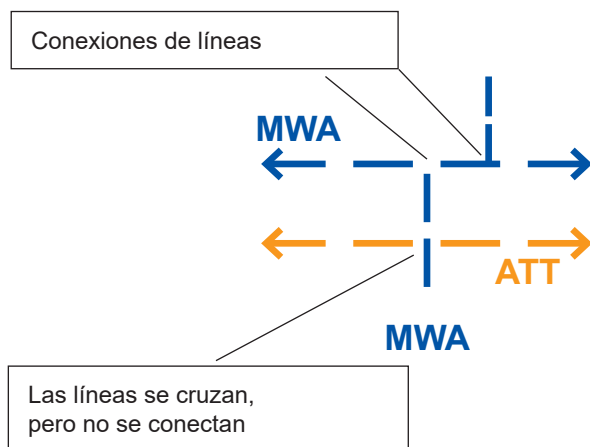 Conexiones de líneas
MWA
ATT
MWA
Las líneas se cruzan,
pero no se conectan